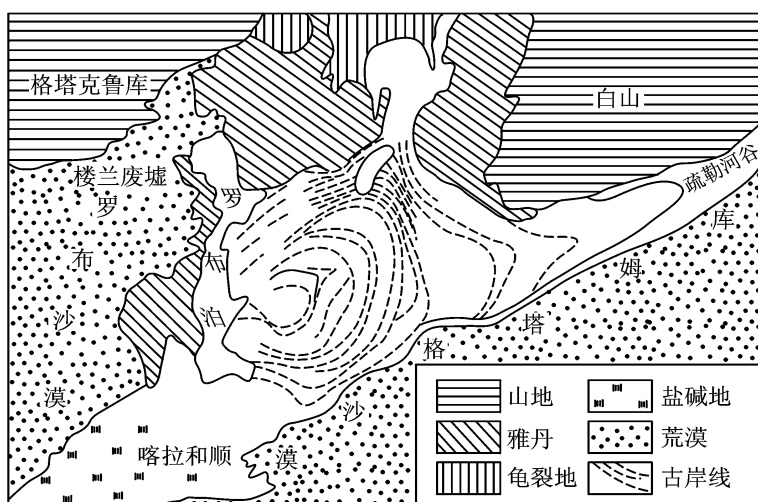 格塔克鲁库
白山
疏勒河谷
楼兰废墟
罗布泊
罗布沙漠
库姆塔格沙漠
喀拉和顺
山地
盐碱地
雅丹
荒漠
龟裂地
古岸线